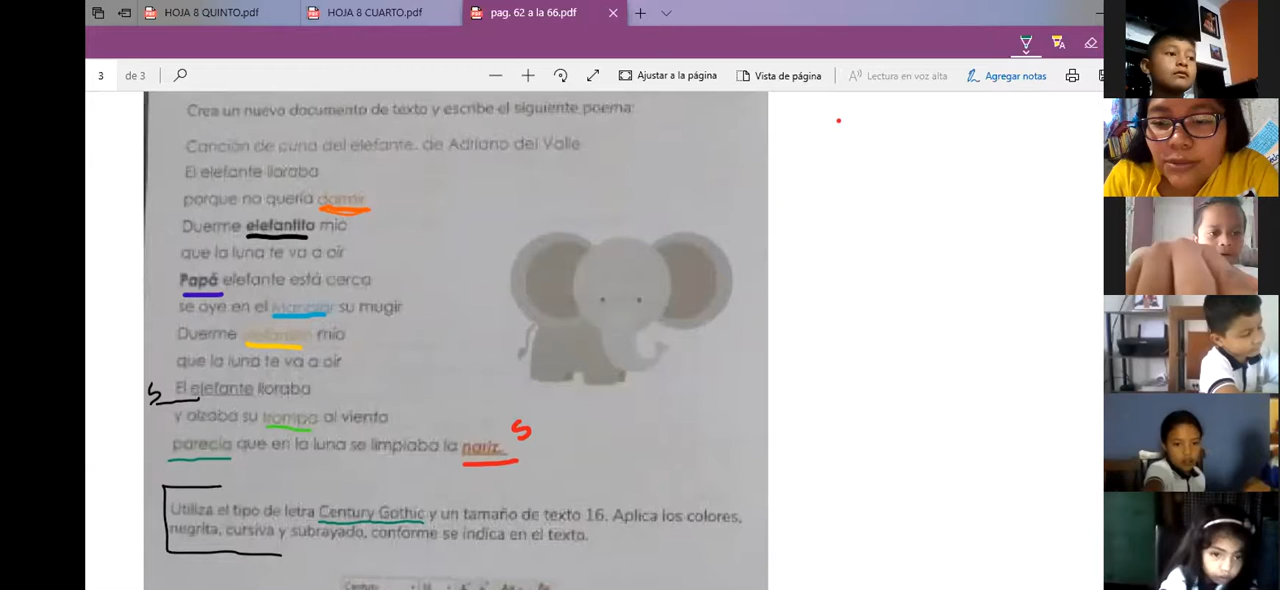 HOJA 8 QUINTO.pdf
HOJA 8 CUARTO.pdf
pag. 62 a la 66.pdf
3 de 3
Ajustar a la página
Vista de página
Lectura en voz alta
Agregar notas
Crea un nuevo documento de texto y escribe el siguiente poema:
Canción de cuna del elefante. de Adriano del Valle
El elefante lloraba
porque no quería dormir
Duerme elefantito mío
que la luna te va a oír
Papá elefante está cerca
se oye en el Manglar su mugir
Duerme elefantito mío
que la luna te va a oír
S El elefante lloraba
y alzaba su trompa al viento
parecía que en la luna se limpiaba la nariz. S
Utiliza el tipo de letra Century Gothic y un tamaño de texto 16. Aplica los colores,
negrita, cursiva y subrayado, conforme se indica en el texto.